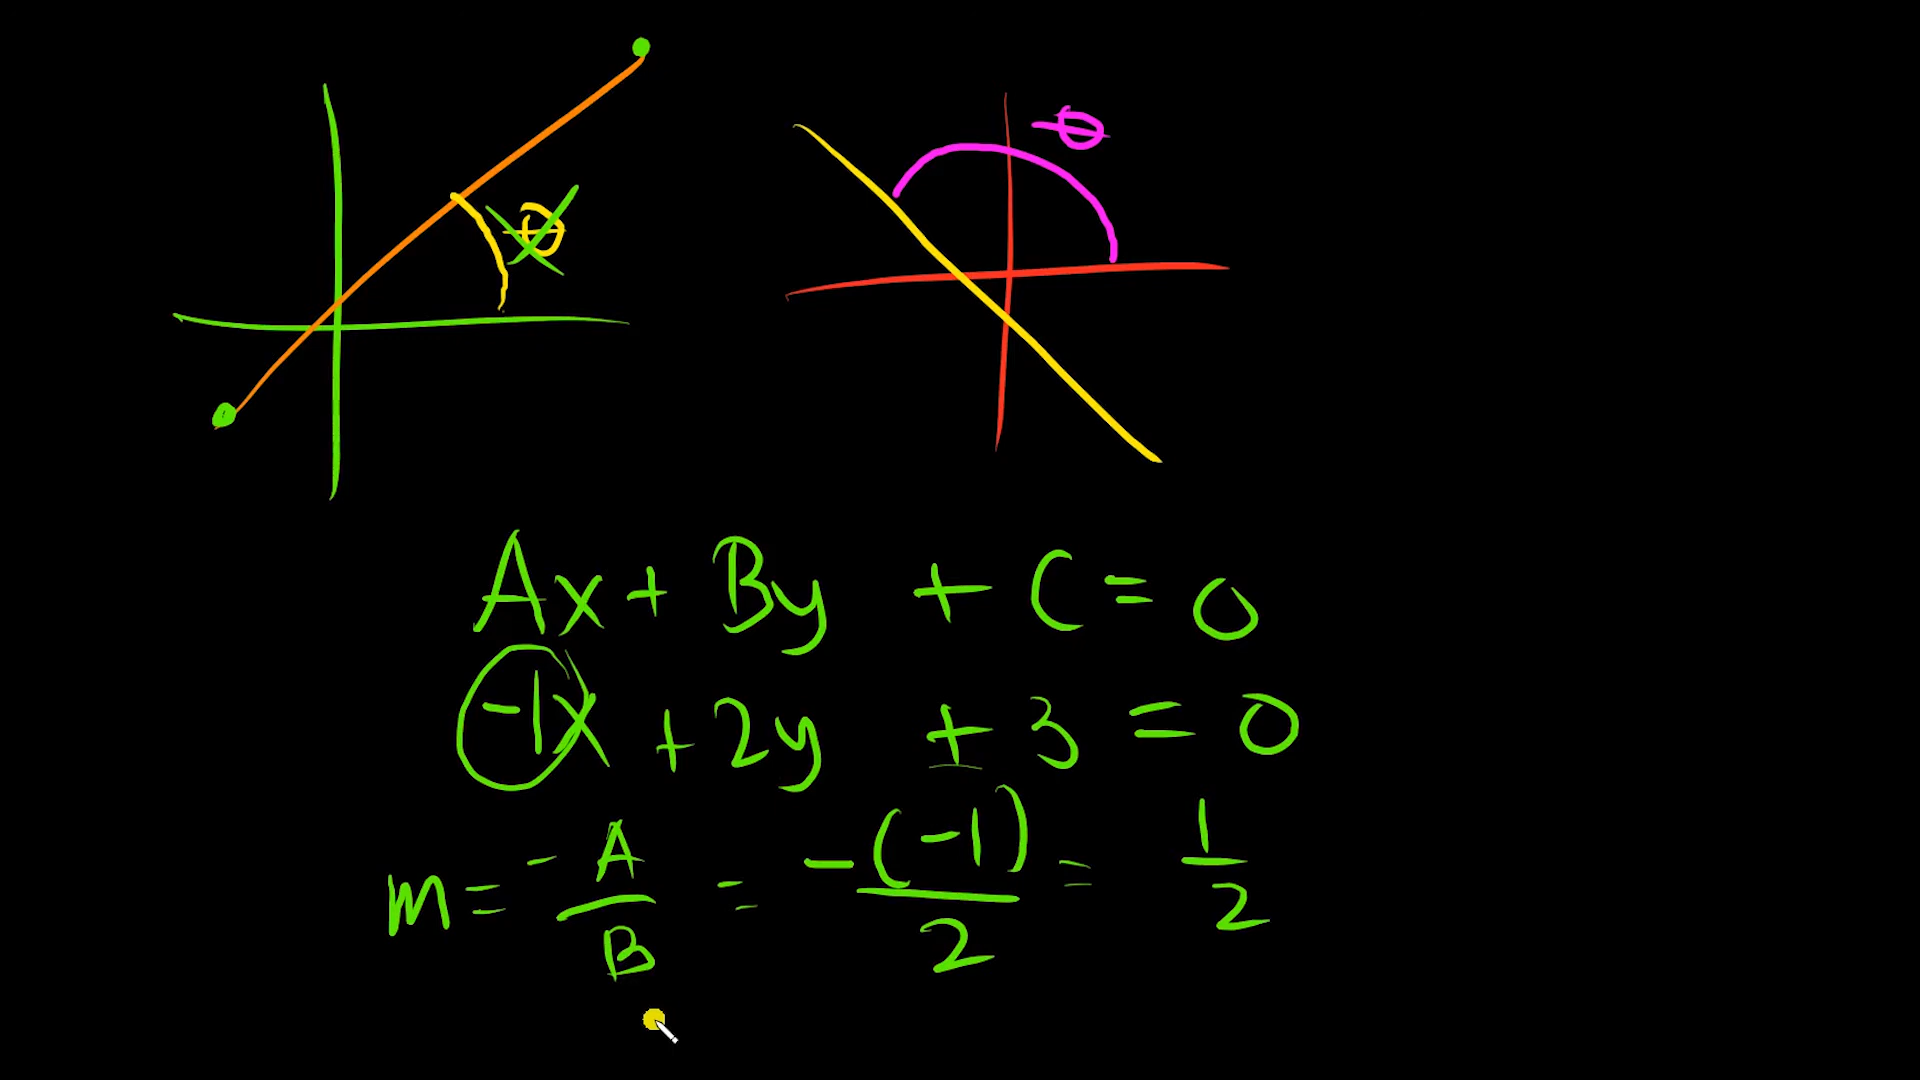 θ
θ
Ax + By + C = 0
-1x + 2y + 3 = 0
m = -A/B = -(-1)/2 = 1/2